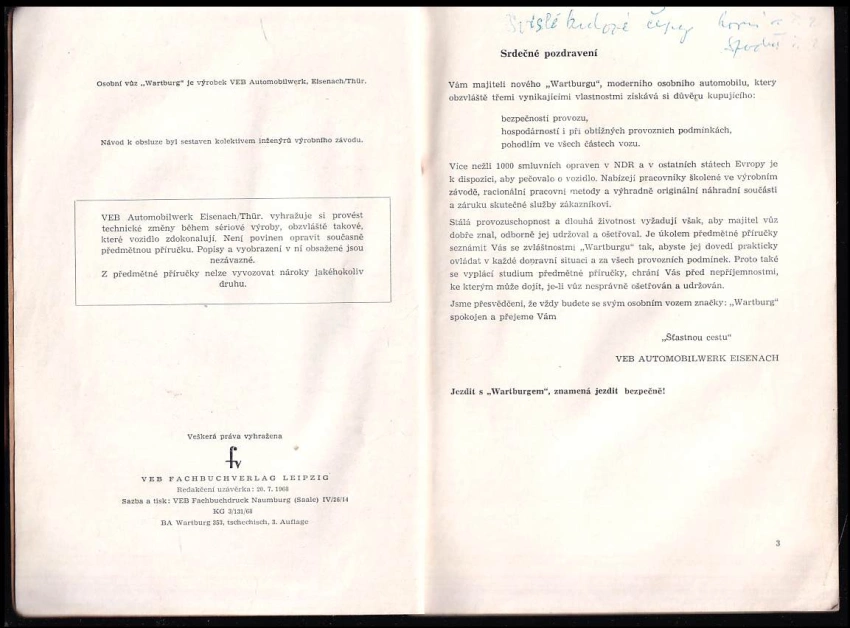 Osobní vůz „Wartburg" je výrobek VEB Automobilwerk, Eisenach/Thür.
Návod k obsluze byl sestaven kolektivem inženýrů výrobního závodu.
VEB Automobilwerk Eisenach/Thür. vyhražuje si provést
technické změny během sériové výroby, obzvláště takové,
které vozidlo zdokonalují. Není povinen opravit současně
předmětnou příručku. Popisy a vyobrazení v ní obsažené jsou
nezávazné.
Z předmětné příručky nelze vyvozovat nároky jakéhokoliv
druhu.
Veškerá práva vyhražena
fv
VEB FACHBUCHVERLAG LEIPZIG
Redakční uzávěrka: 20. 7. 1968
Sazba a tisk: VEB Fachbuchdruck Naumburg (Saale) IV/26/14
KG 3/131/68
BA Wartburg 353, tschechisch, 3. Auflage
čepy horní
Srdečné pozdravení
Vám majiteli nového „Wartburgu", moderního osobního automobilu, který
obzvláště třemi vynikajícími vlastnostmi získává si důvěru kupujícího:
bezpečností provozu,
hospodárností i při obtížných provozních podmínkách,
pohodlím ve všech částech vozu.
Více nežli 1000 smluvních opraven v NDR a v ostatních státech Evropy je
k dispozici, aby pečovalo o vozidlo. Nabízejí pracovníky školené ve výrobním
závodě, racionální pracovní metody a výhradně originální náhradní součásti
a záruku skutečné služby zákazníkovi.
Stálá provozuschopnost a dlouhá životnost vyžadují však, aby majitel vůz
dobře znal, odborně jej udržoval a ošetřoval. Je úkolem předmětné příručky
seznámit Vás se zvláštnostmi „Wartburgu" tak, abyste jej dovedl prakticky
ovládat v každé dopravní situaci a za všech provozních podmínek. Proto také
se vyplácí studium předmětné příručky, chrání Vás před nepříjemnostmi,
ke kterým může dojít, je-li vůz nesprávně ošetřován a udržován.
Jsme přesvědčeni, že vždy budete se svým osobním vozem značky: „Wartburg"
spokojen a přejeme Vám
„Šťastnou cestu"
VEB AUTOMOBILWERK EISENACH
Jezdit s „Wartburgem", znamená jezdit bezpečně!
3